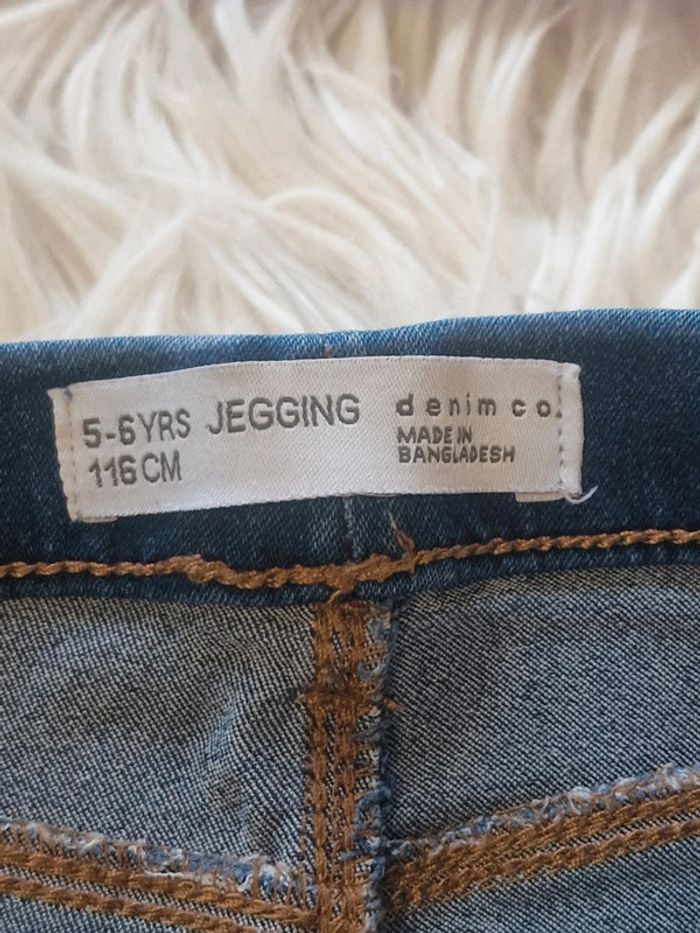 5-6YRS JEGGING
116CM
denim co.
MADE IN
BANGLADESH